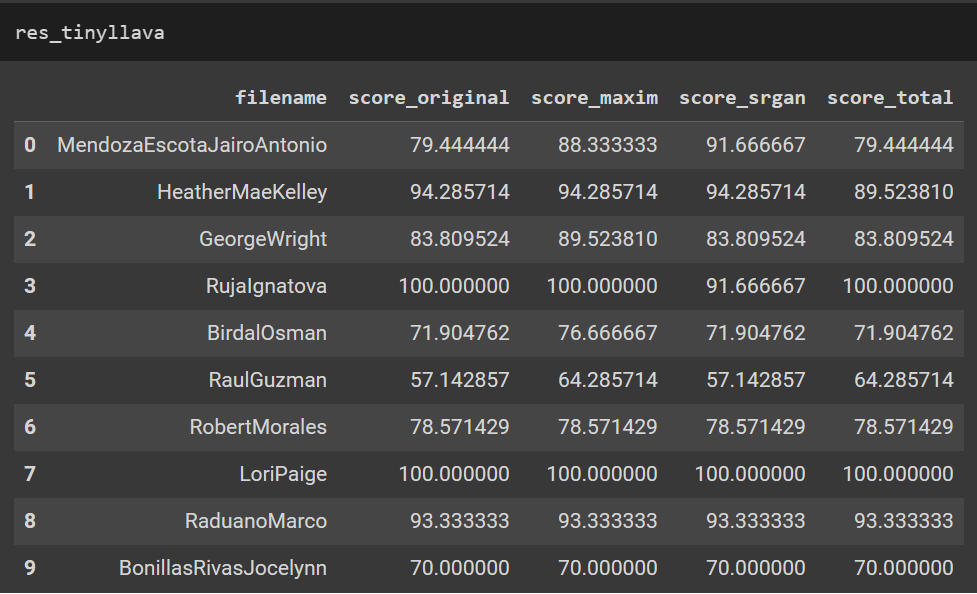 res_tinyllava
filename score_original score_maxim score_srgan score_total
0 MendozaEscotaJairoAntonio 79.444444 88.333333 91.666667 79.444444
1 HeatherMaeKelley 94.285714 94.285714 94.285714 89.523810
2 GeorgeWright 83.809524 89.523810 83.809524 83.809524
3 RujaIgnatova 100.000000 100.000000 91.666667 100.000000
4 BirdalOsman 71.904762 76.666667 71.904762 71.904762
5 RaulGuzman 57.142857 64.285714 57.142857 64.285714
6 RobertMorales 78.571429 78.571429 78.571429 78.571429
7 LoriPaige 100.000000 100.000000 100.000000 100.000000
8 RaduanoMarco 93.333333 93.333333 93.333333 93.333333
9 BonillasRivasJocelynn 70.000000 70.000000 70.000000 70.000000